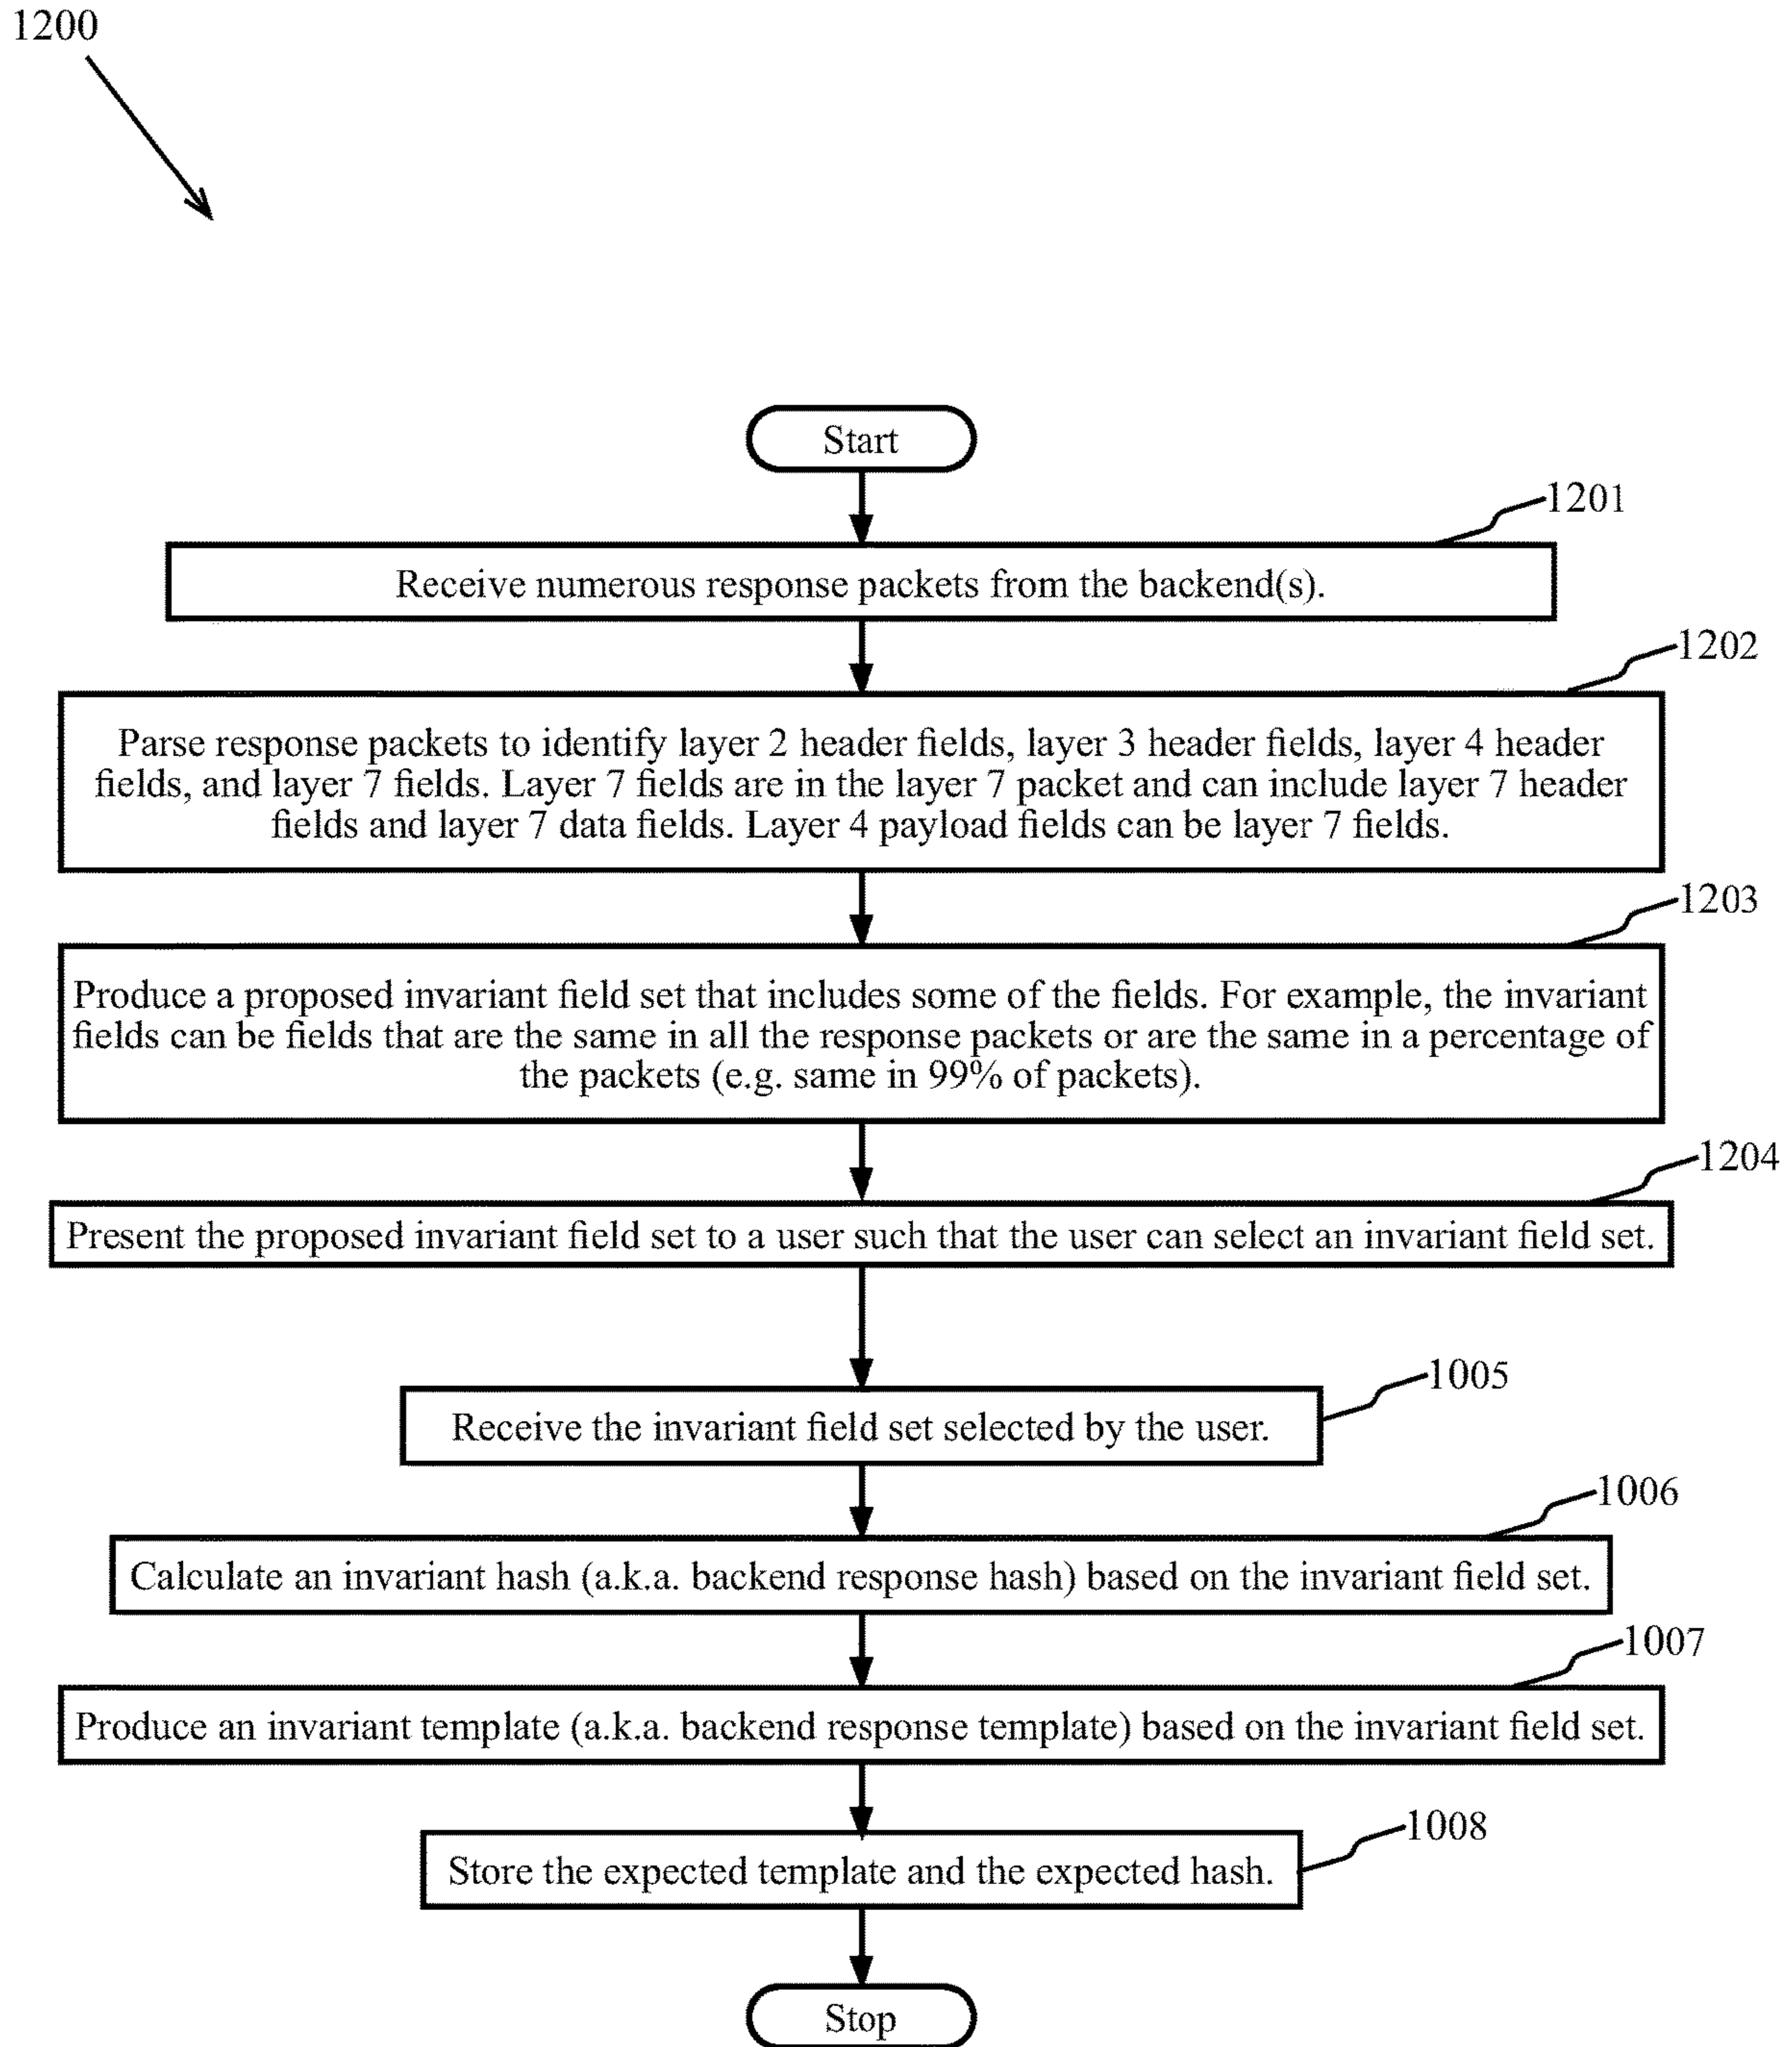 1200
Start
1201
Receive numerous response packets from the backend(s).
1202
Parse response packets to identify layer 2 header fields, layer 3 header fields, layer 4 header
fields, and layer 7 fields. Layer 7 fields are in the layer 7 packet and can include layer 7 header
fields and layer 7 data fields. Layer 4 payload fields can be layer 7 fields.
1203
Produce a proposed invariant field set that includes some of the fields. For example, the invariant
fields can be fields that are the same in all the response packets or are the same in a percentage of
the packets (e.g. same in 99% of packets).
1204
Present the proposed invariant field set to a user such that the user can select an invariant field set.
1005
Receive the invariant field set selected by the user.
1006
Calculate an invariant hash (a.k.a. backend response hash) based on the invariant field set.
1007
Produce an invariant template (a.k.a. backend response template) based on the invariant field set.
1008
Store the expected template and the expected hash.
Stop